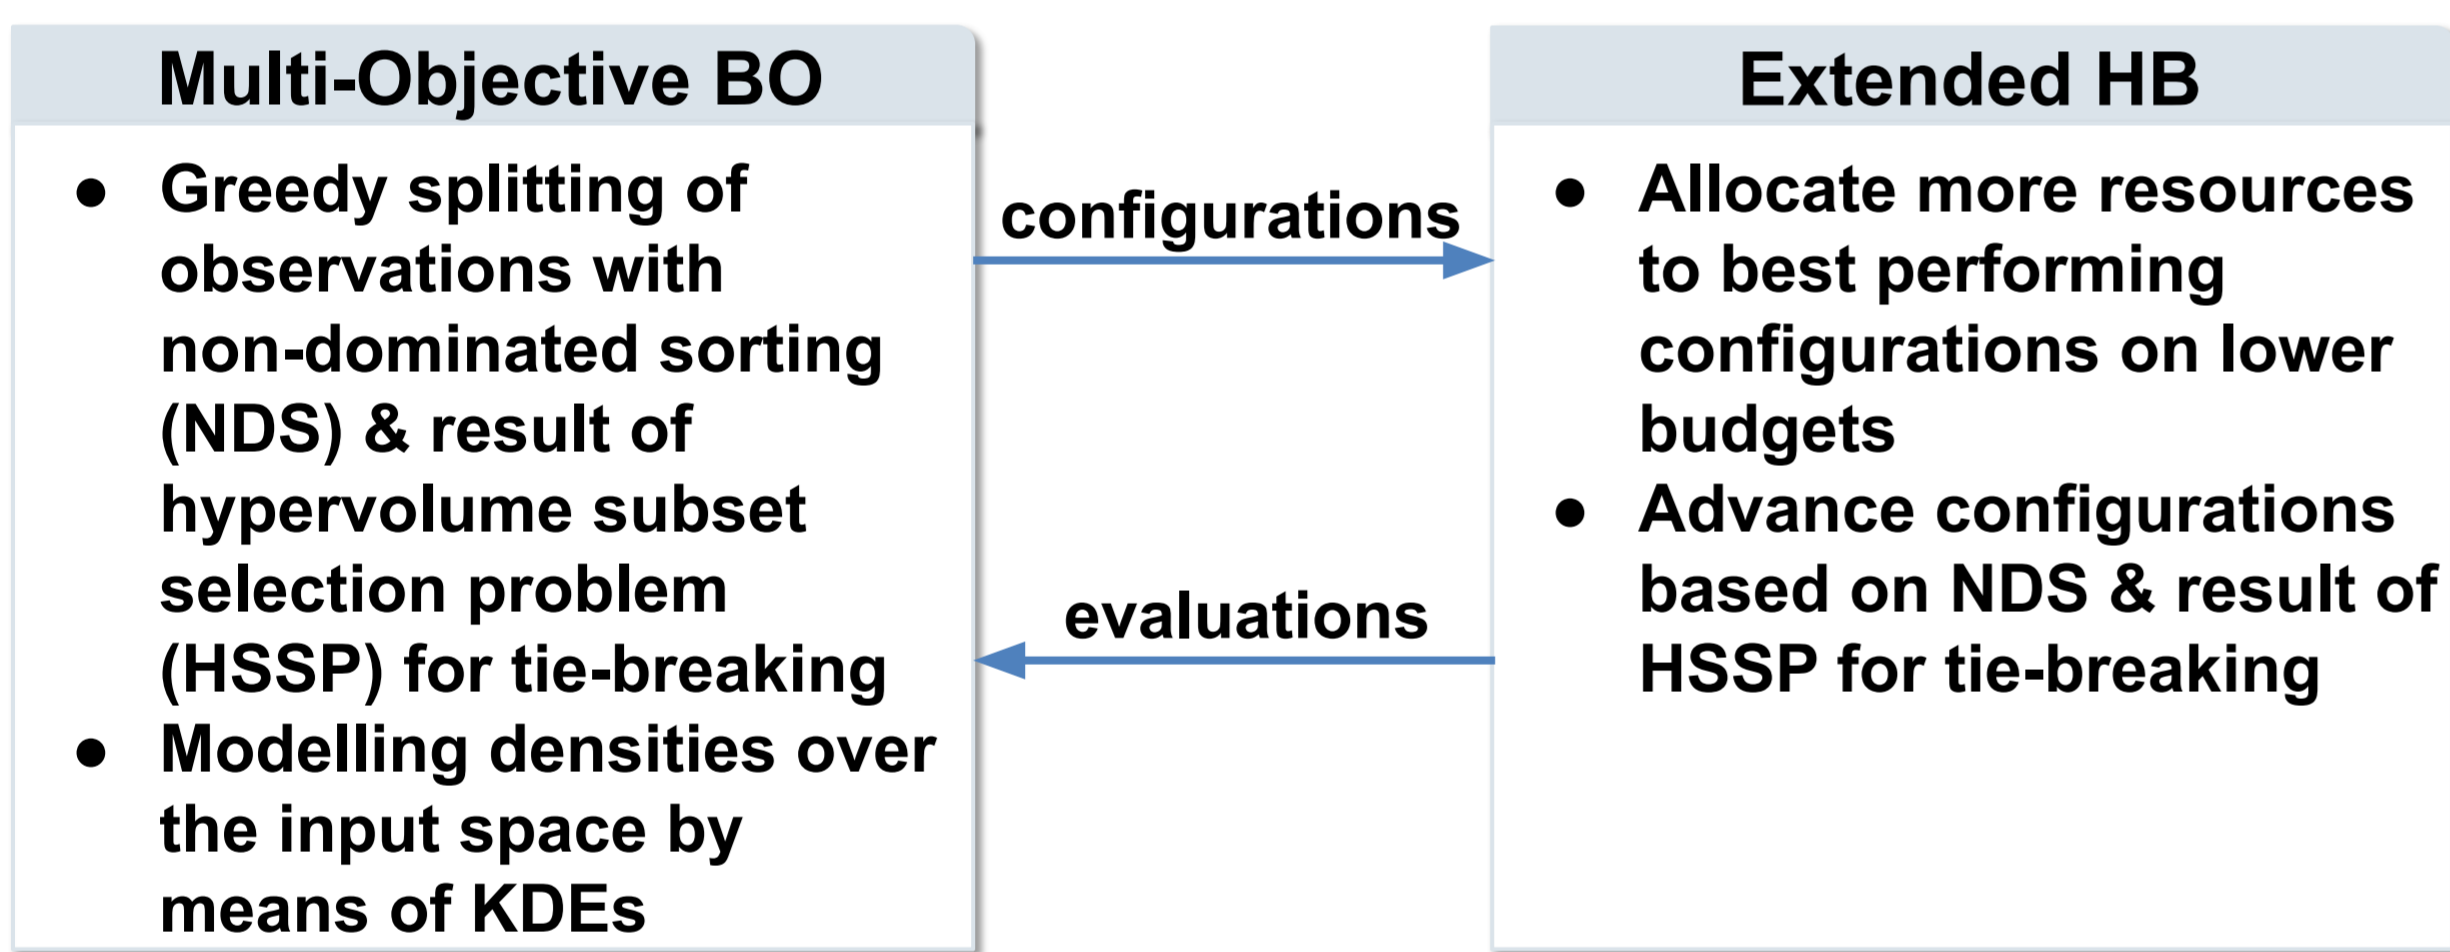 Multi-Objective BO
● Greedy splitting of
observations with
non-dominated sorting
(NDS) & result of
hypervolume subset
selection problem
(HSSP) for tie-breaking
● Modelling densities over
the input space by
means of KDEs
configurations
evaluations
Extended HB
● Allocate more resources
to best performing
configurations on lower
budgets
● Advance configurations
based on NDS & result of
HSSP for tie-breaking